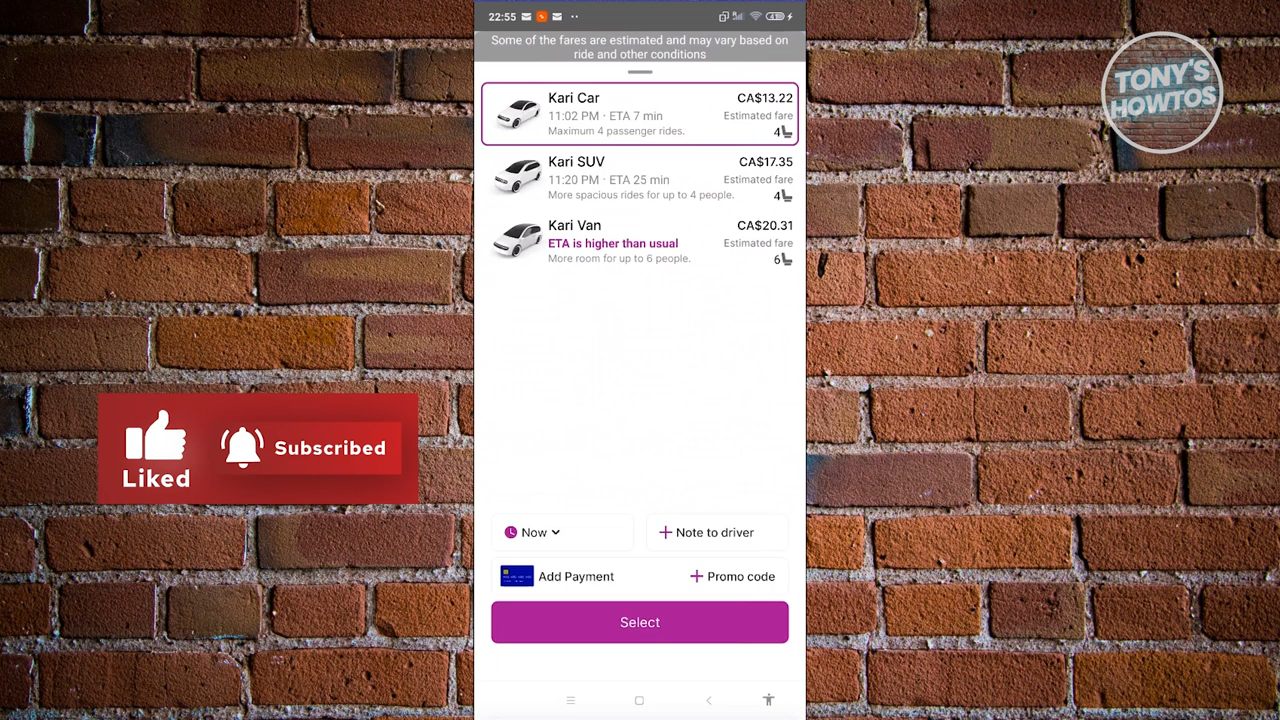 22:55
Some of the fares are estimated and may vary based on
ride and other conditions
Kari Car CA$13.22
11:02 PM · ETA 7 min Estimated fare
Maximum 4 passenger rides. 4
Kari SUV CA$17.35
11:20 PM · ETA 25 min Estimated fare
More spacious rides for up to 4 people. 4
Kari Van CA$20.31
ETA is higher than usual Estimated fare
More room for up to 6 people. 6
Now + Note to driver
Add Payment + Promo code
Select
Liked
Subscribed
TONY'S
HOWTOS